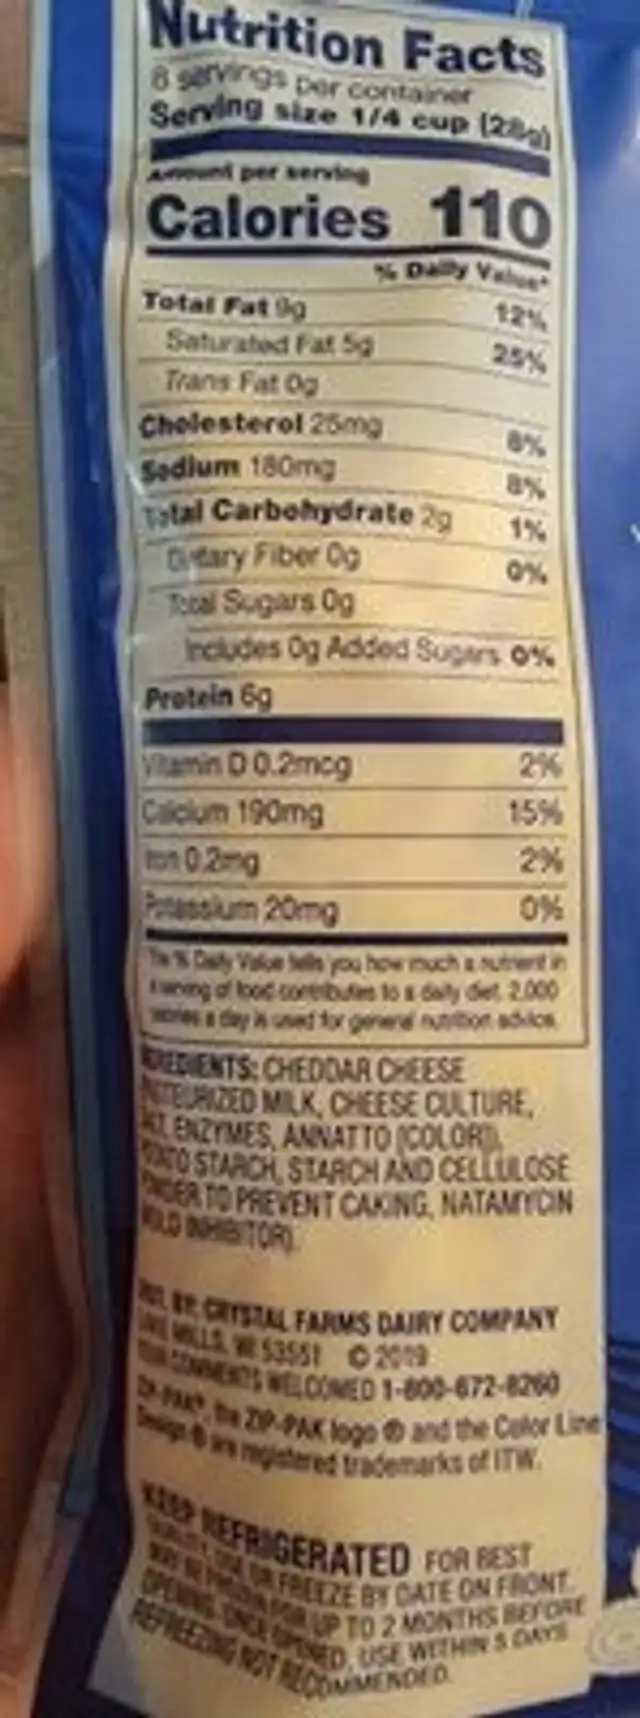 Nutrition Facts
8 servings per container
Serving size 1/4 cup (28g)
Amount per serving
Calories 110
% Daily Value*
Total Fat 9g 12%
Saturated Fat 5g 25%
Trans Fat 0g
Cholesterol 25mg 8%
Sodium 180mg 8%
Total Carbohydrate 2g 1%
Dietary Fiber 0g 0%
Total Sugars 0g
Includes 0g Added Sugars 0%
Protein 6g
Vitamin D 0.2mcg 2%
Calcium 190mg 15%
Iron 0.2mg 2%
Potassium 20mg 0%
The % Daily Value tells you how much a nutrient in
a serving of food contributes to a daily diet. 2,000
calories a day is used for general nutrition advice.
INGREDIENTS: CHEDDAR CHEESE
PASTEURIZED MILK, CHEESE CULTURE,
SALT, ENZYMES, ANNATTO [COLOR]),
POTATO STARCH, STARCH AND CELLULOSE
POWDER TO PREVENT CAKING, NATAMYCIN
MOLD INHIBITOR).
DIST. BY: CRYSTAL FARMS DAIRY COMPANY
LAKE MILLS, WI 53551 © 2019
YOUR COMMENTS WELCOMED 1-800-672-8260
ZIP-PAK®, the ZIP-PAK logo ® and the Color Line
Design ® are registered trademarks of ITW.
KEEP REFRIGERATED FOR BEST
QUALITY, USE OR FREEZE BY DATE ON FRONT.
MAY BE FROZEN FOR UP TO 2 MONTHS BEFORE
OPENING. ONCE OPENED, USE WITHIN 5 DAYS.
REFREEZING NOT RECOMMENDED.